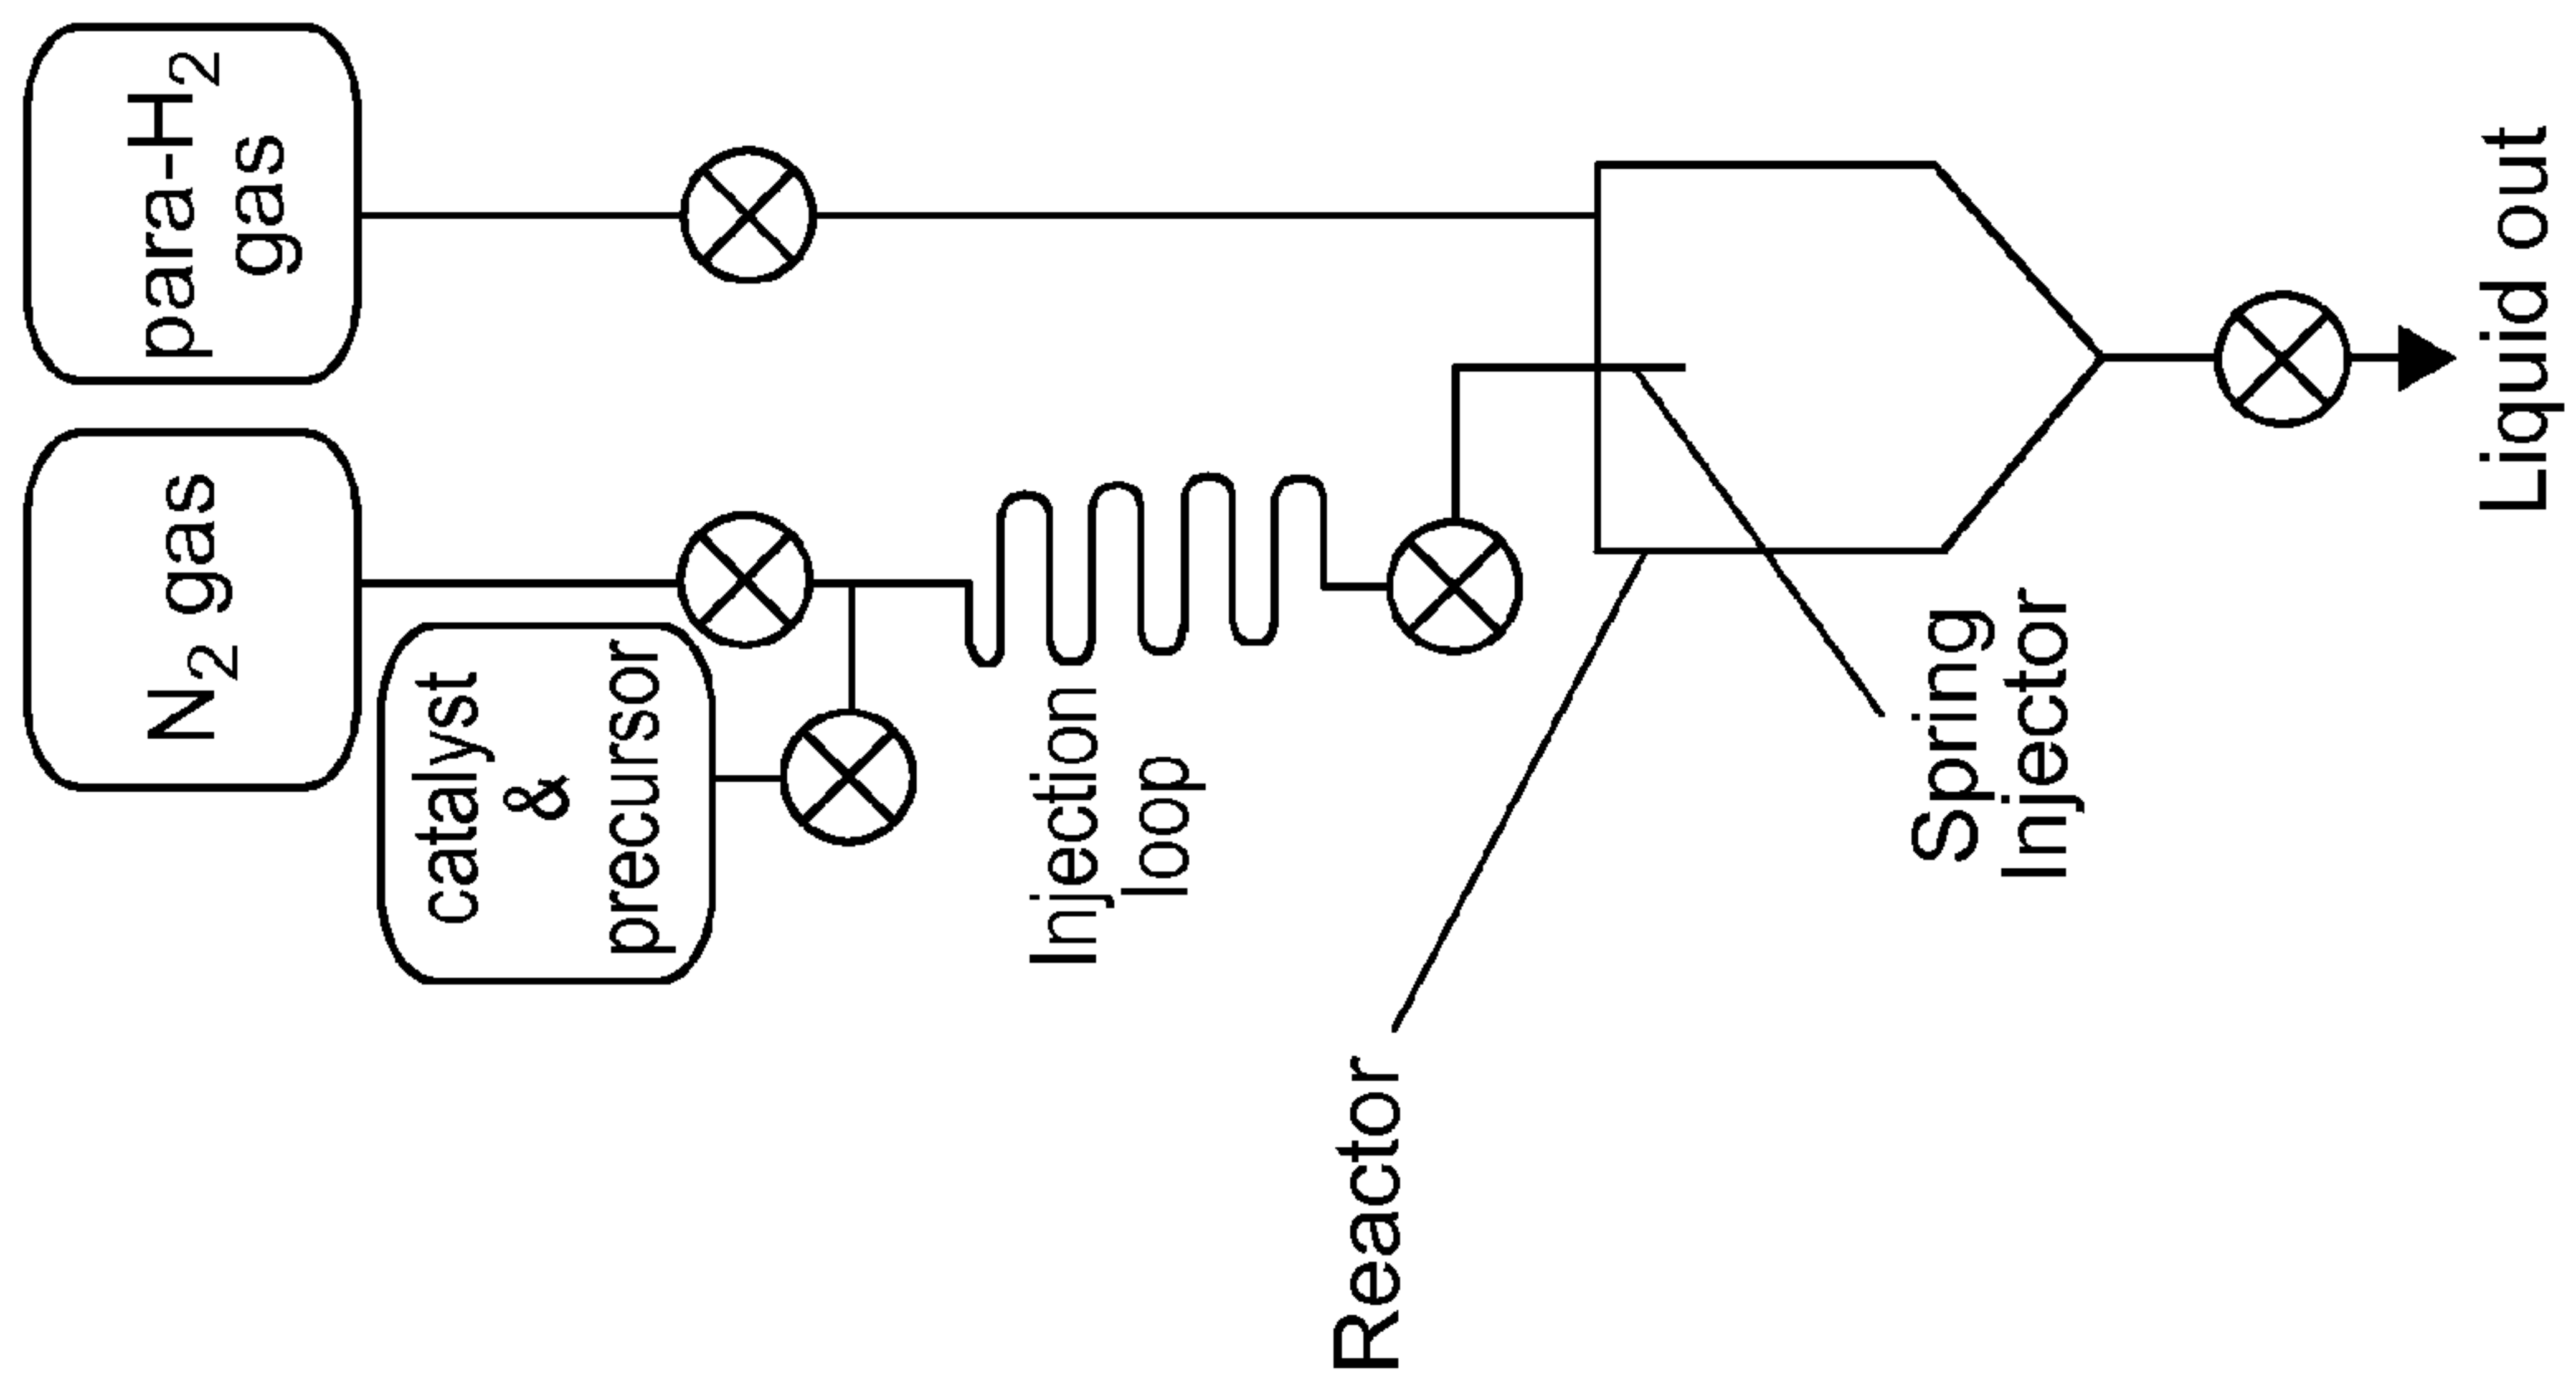 para-H₂
gas
N₂ gas
catalyst
&
precursor
Injection
loop
Reactor
Spring
Injector
Liquid out